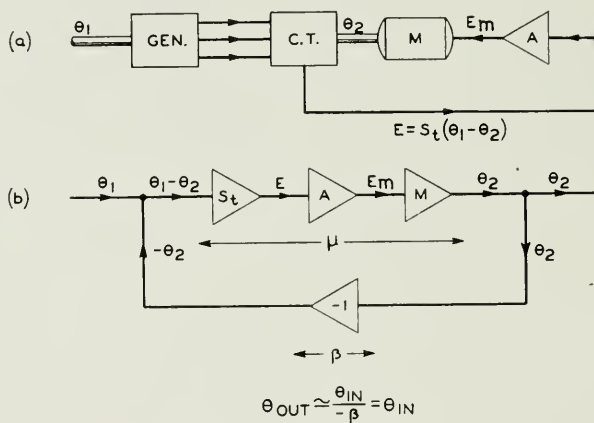 (a)
θ1 GEN. C.T. θ2 M Em A
E = St(θ1-θ2)
(b)
θ1 θ1-θ2 St E A Em M θ2 θ2
μ
-θ2 θ2
-1
β
θOUT ≃ θIN/-β = θIN